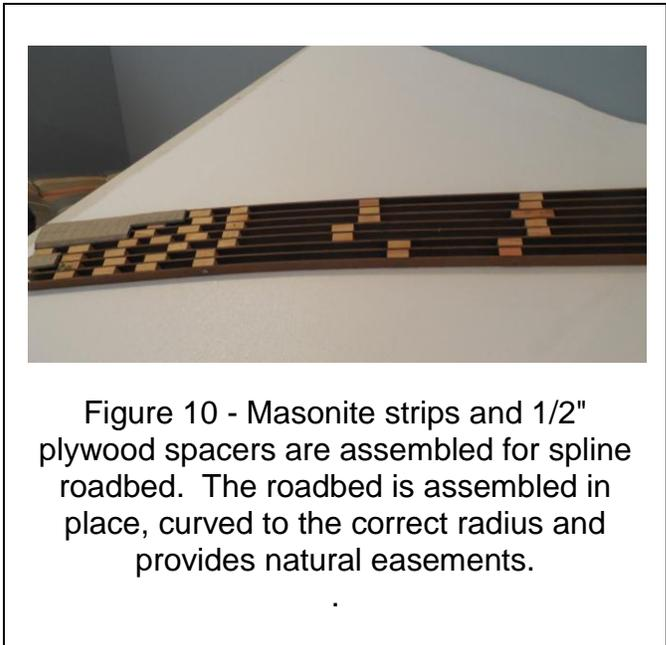 Figure 10 - Masonite strips and 1/2"
plywood spacers are assembled for spline
roadbed.  The roadbed is assembled in
place, curved to the correct radius and
provides natural easements.
.